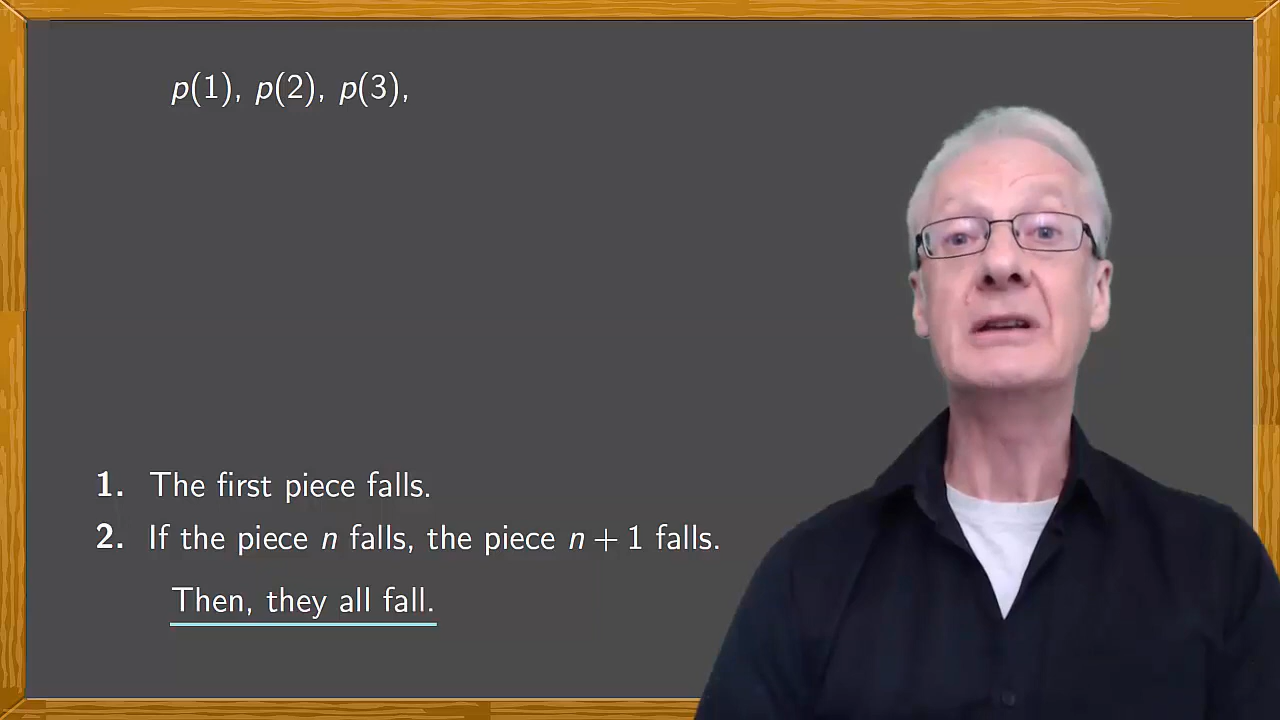 p(1), p(2), p(3),
1. The first piece falls.
2. If the piece n falls, the piece n + 1 falls.
Then, they all fall.